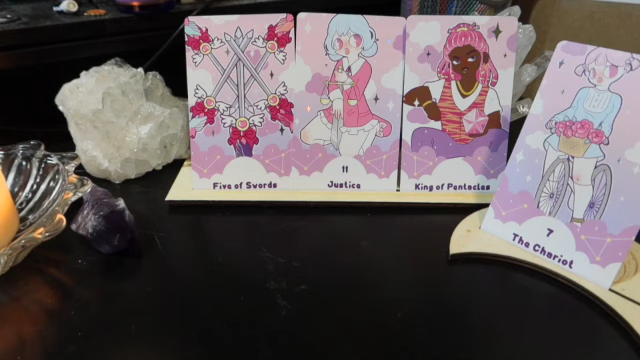 Five of Swords
11
Justice
King of Pentacles
7
The Chariot